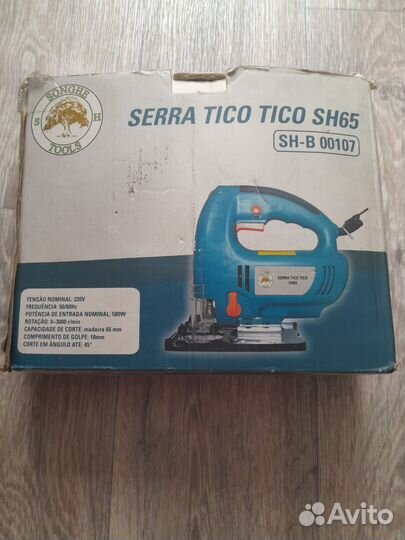 SONGHE
S H
TOOLS
SERRA TICO TICO SH65
SH-B 00107
SERRA TICO TICO
SH65
TENSÃO NOMINAL: 220V
FREQUÊNCIA: 50/60Hz
POTÊNCIA DE ENTRADA NOMINAL: 580W
ROTAÇÃO: 0-3000 r/min
CAPACIDADE DE CORTE: madeira 65 mm
COMPRIMENTO DE GOLPE: 18mm
CORTE EM ÂNGULO ATÉ: 45°
Avito